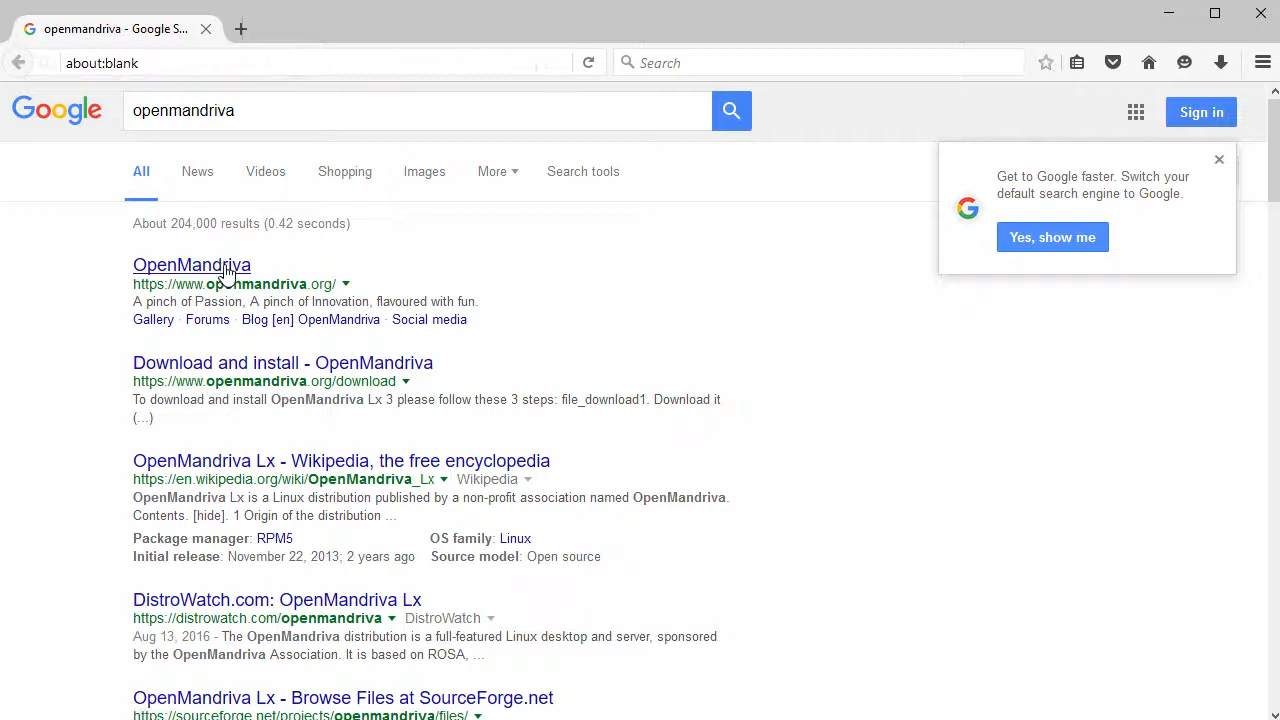 openmandriva - Google S...
about:blank
Search
Google
openmandriva
Sign in
All
News
Videos
Shopping
Images
More
Search tools
Get to Google faster. Switch your
default search engine to Google.
Yes, show me
About 204,000 results (0.42 seconds)
OpenMandriva
https://www.openmandriva.org/
A pinch of Passion, A pinch of Innovation, flavoured with fun.
Gallery · Forums · Blog [en] OpenMandriva · Social media
Download and install - OpenMandriva
https://www.openmandriva.org/download
To download and install OpenMandriva Lx 3 please follow these 3 steps: file_download1. Download it
(...)
OpenMandriva Lx - Wikipedia, the free encyclopedia
https://en.wikipedia.org/wiki/OpenMandriva_Lx Wikipedia
OpenMandriva Lx is a Linux distribution published by a non-profit association named OpenMandriva.
Contents. [hide]. 1 Origin of the distribution ...
Package manager: RPM5 OS family: Linux
Initial release: November 22, 2013; 2 years ago Source model: Open source
DistroWatch.com: OpenMandriva Lx
https://distrowatch.com/openmandriva DistroWatch
Aug 13, 2016 - The OpenMandriva distribution is a full-featured Linux desktop and server, sponsored
by the OpenMandriva Association. It is based on ROSA, ...
OpenMandriva Lx - Browse Files at SourceForge.net
https://sourceforge.net/projects/openmandriva/files/